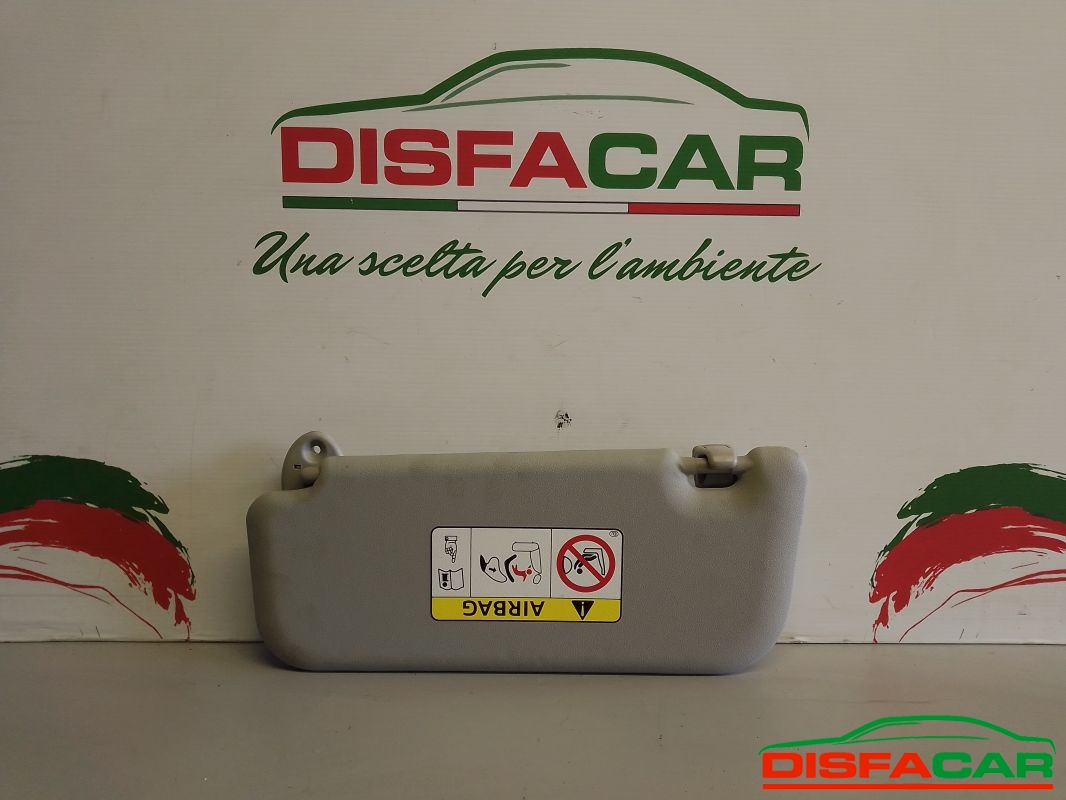 DISFACAR
Una scelta per l'ambiente
AIRBAG
DISFACAR